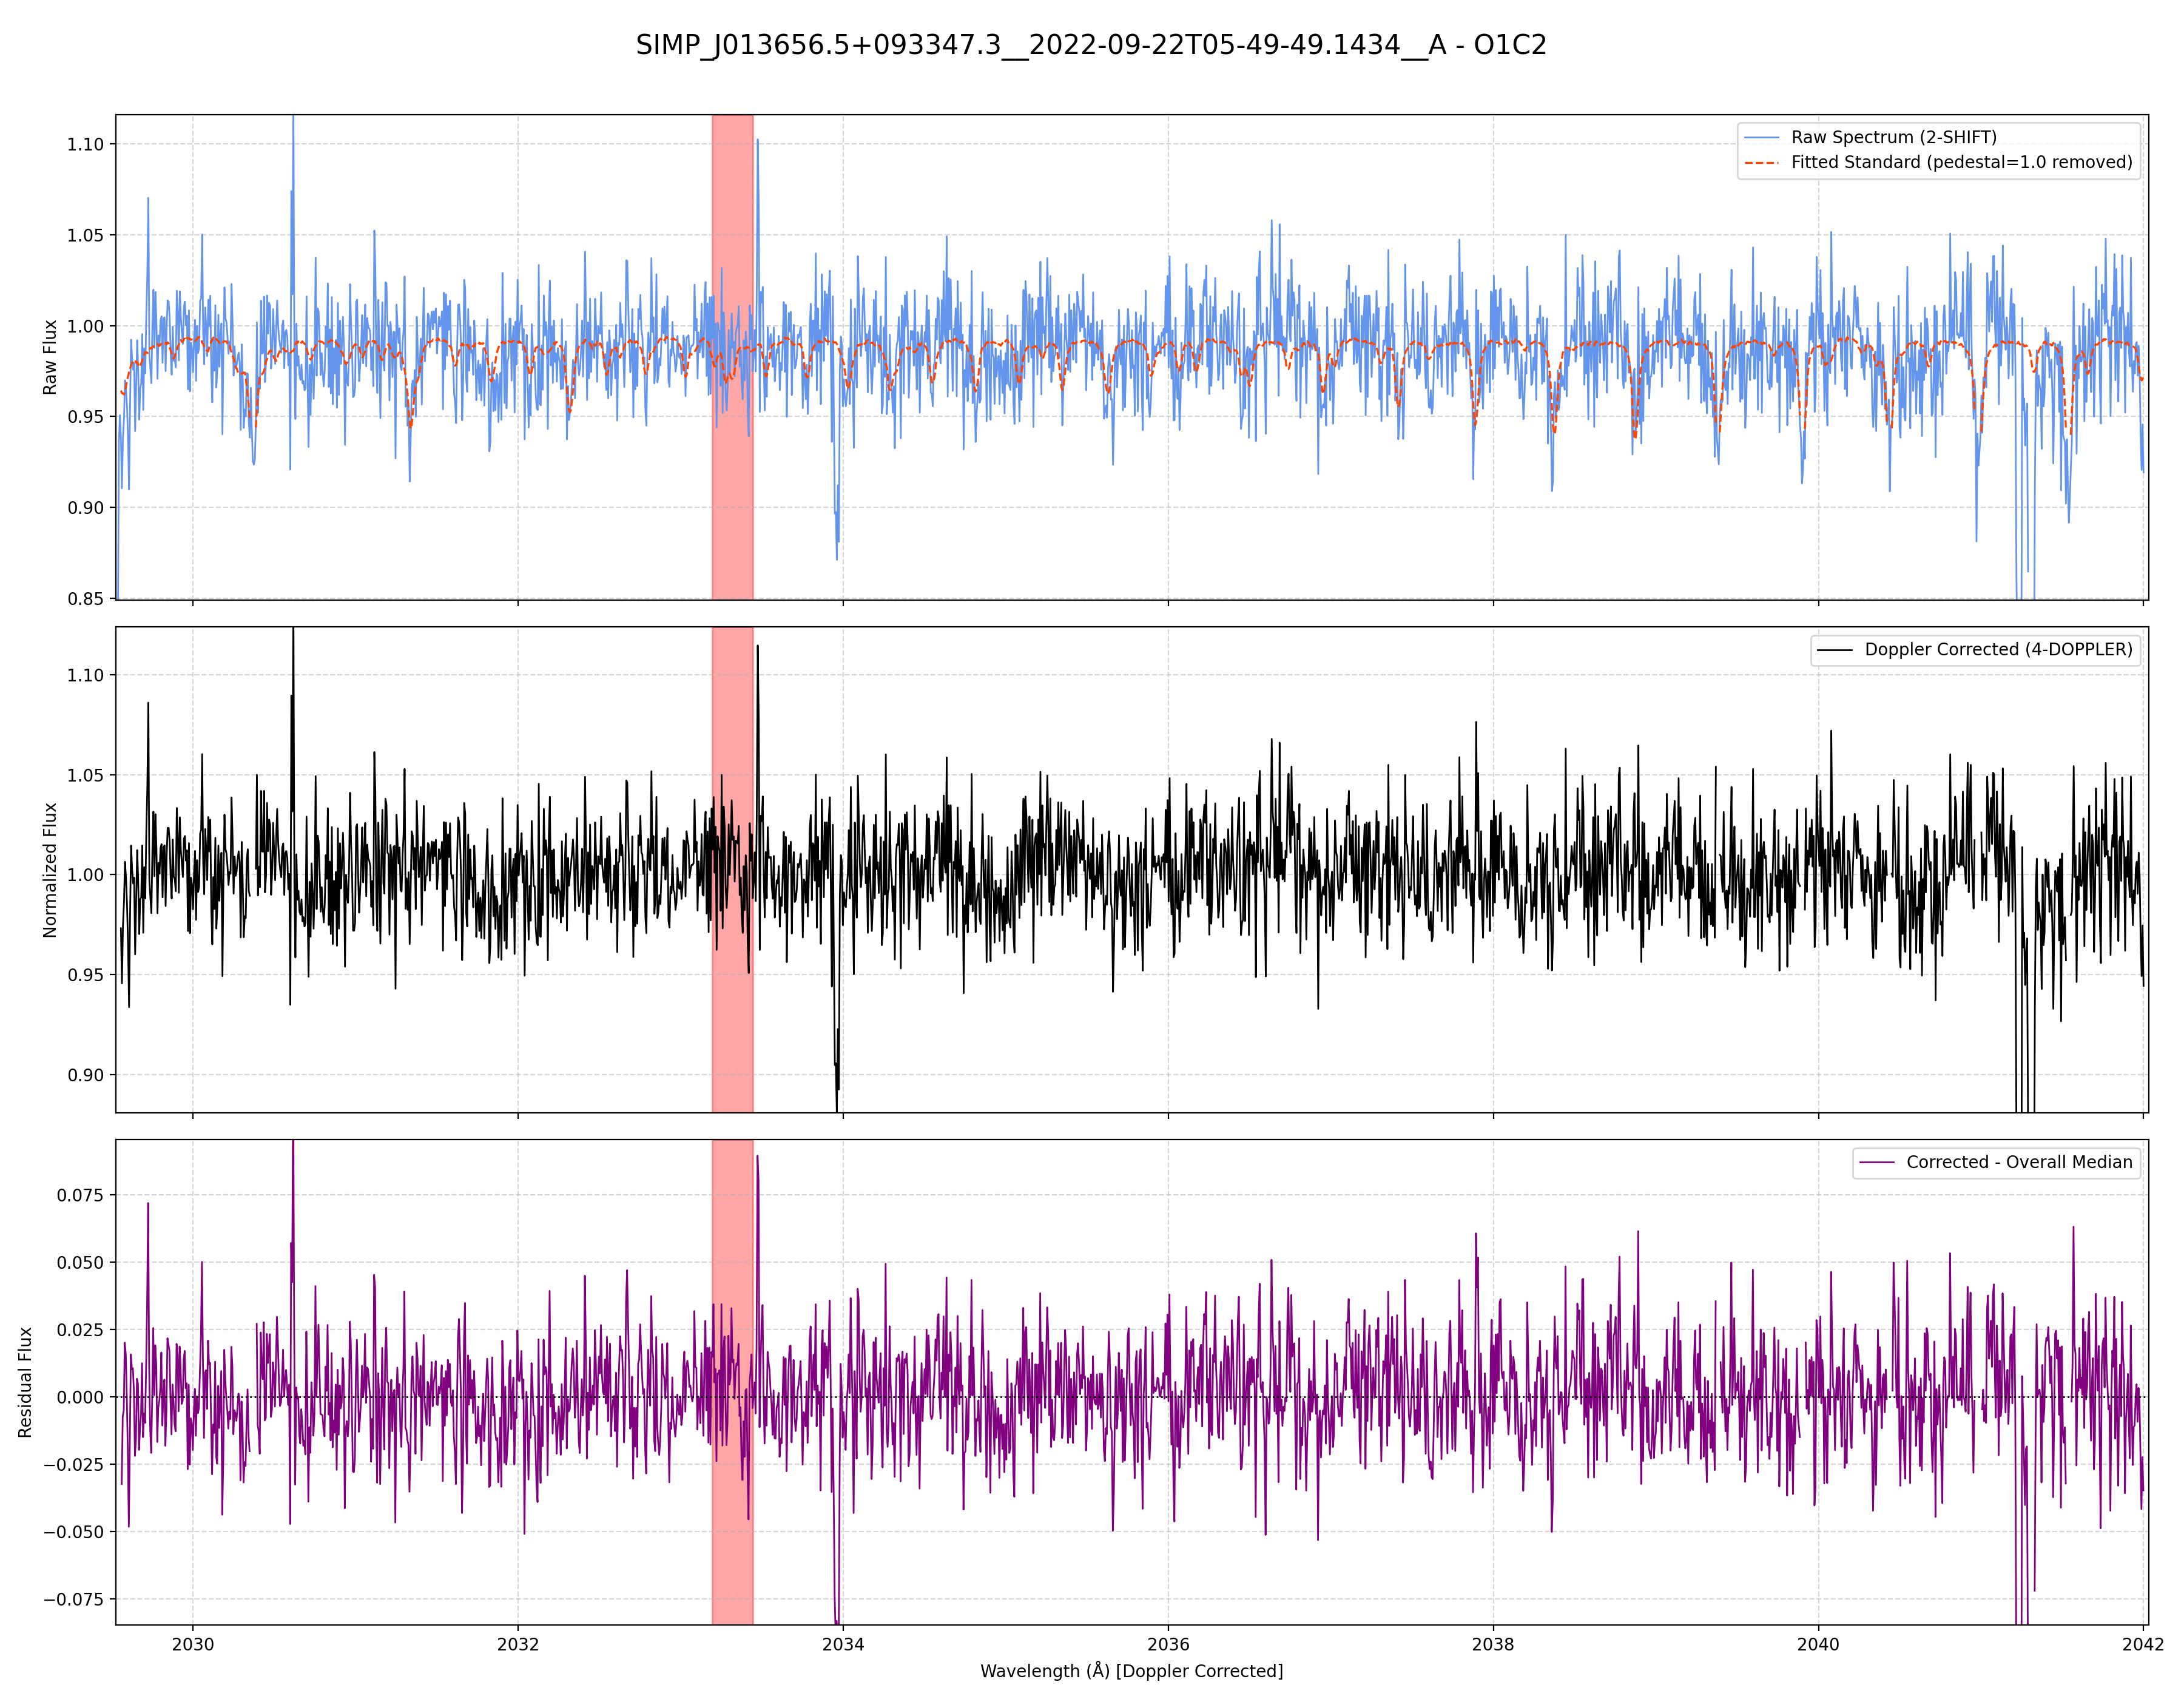 SIMP_J013656.5+093347.3__2022-09-22T05-49-49.1434__A - O1C2
Raw Spectrum (2-SHIFT)
Fitted Standard (pedestal=1.0 removed)
1.10
1.05
1.00
0.95
0.90
0.85
Raw Flux
Doppler Corrected (4-DOPPLER)
1.10
1.05
1.00
0.95
0.90
Normalized Flux
Corrected - Overall Median
0.075
0.050
0.025
0.000
−0.025
−0.050
−0.075
Residual Flux
2030 2032 2034 2036 2038 2040 2042
Wavelength (Å) [Doppler Corrected]